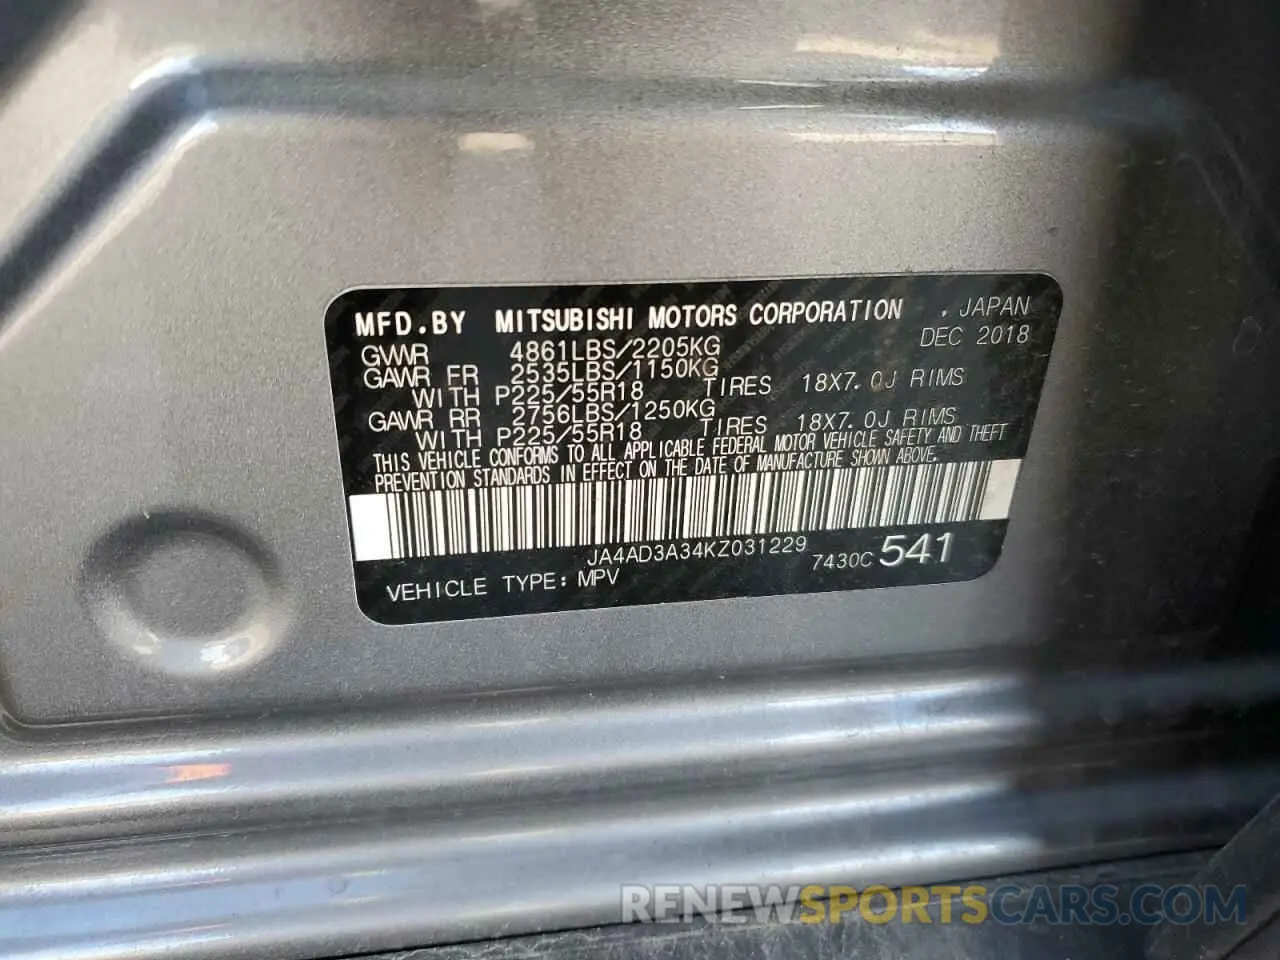 MFD.BY MITSUBISHI MOTORS CORPORATION , JAPAN
DEC 2018
GVWR 4861LBS/2205KG
GAWR FR 2535LBS/1150KG
WITH P225/55R18 TIRES 18X7.0J RIMS
GAWR RR 2756LBS/1250KG
WITH P225/55R18 TIRES 18X7.0J RIMS
THIS VEHICLE CONFORMS TO ALL APPLICABLE FEDERAL MOTOR VEHICLE SAFETY AND THEFT
PREVENTION STANDARDS IN EFFECT ON THE DATE OF MANUFACTURE SHOWN ABOVE.
JA4AD3A34KZ031229
7430C 541
VEHICLE TYPE: MPV
RENEWSPORTSCARS.COM